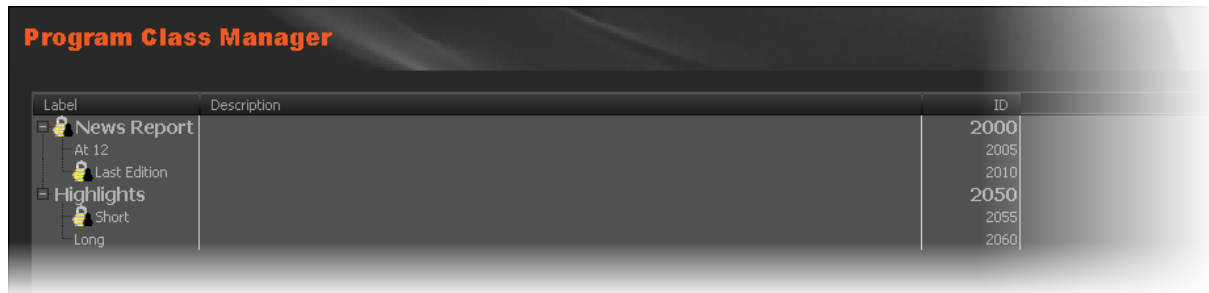 Program Class Manager
Label Description ID
News Report 2000
At 12 2005
Last Edition 2010
Highlights 2050
Short 2055
Long 2060